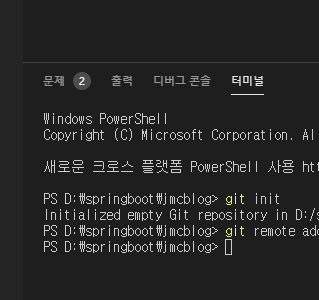 문제 2 출력 디버그 콘솔 터미널
Windows PowerShell
Copyright (C) Microsoft Corporation. Al
새로운 크로스 플랫폼 PowerShell 사용 htt
PS D:₩springboot₩jmcblog> git init
Initialized empty Git repository in D:/s
PS D:₩springboot₩jmcblog> git remote add
PS D:₩springboot₩jmcblog>